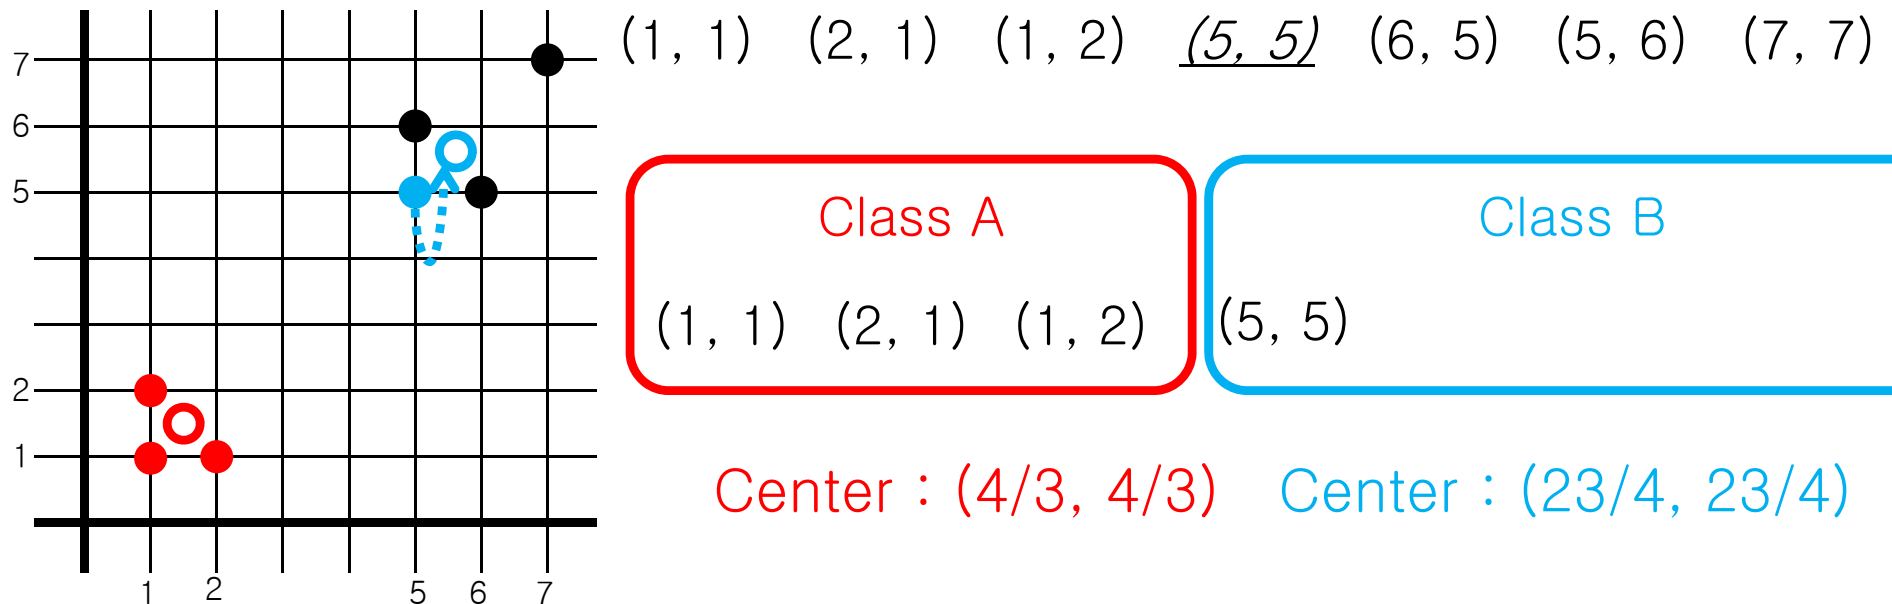 (1, 1) (2, 1) (1, 2) (5, 5) (6, 5) (5, 6) (7, 7)
7
6
5
2
1
1 2 5 6 7
Class A
(1, 1) (2, 1) (1, 2)
Center : (4/3, 4/3)
Class B
(5, 5)
Center : (23/4, 23/4)